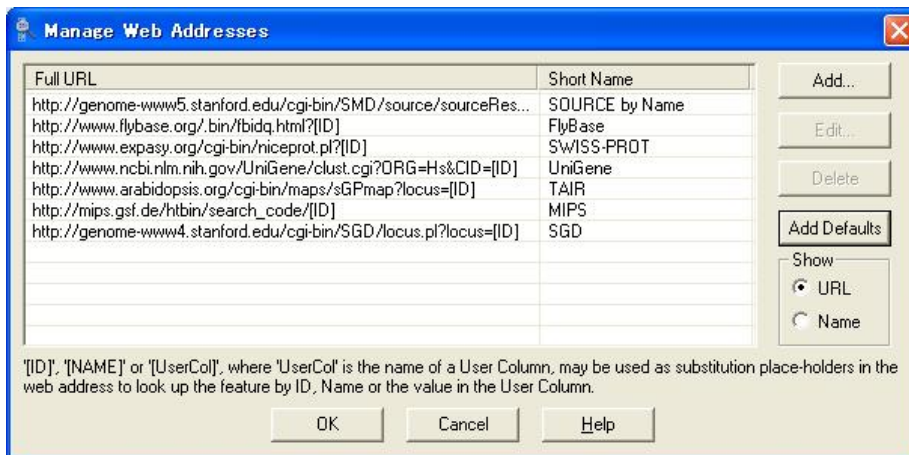 Manage Web Addresses
Full URL Short Name
http://genome-www5.stanford.edu/cgi-bin/SMD/source/sourceRes... SOURCE by Name
http://www.flybase.org/.bin/fbidq.html?[ID] FlyBase
http://www.expasy.org/cgi-bin/niceprot.pl?[ID] SWISS-PROT
http://www.ncbi.nlm.nih.gov/UniGene/clust.cgi?ORG=Hs&CID=[ID] UniGene
http://www.arabidopsis.org/cgi-bin/maps/sGPmap?locus=[ID] TAIR
http://mips.gsf.de/htbin/search_code/[ID] MIPS
http://genome-www4.stanford.edu/cgi-bin/SGD/locus.pl?locus=[ID] SGD
Add...
Edit...
Delete
Add Defaults
Show
URL
Name
'[ID]', '[NAME]' or '[UserCol]', where 'UserCol' is the name of a User Column, may be used as substitution place-holders in the
web address to look up the feature by ID, Name or the value in the User Column.
OK Cancel Help